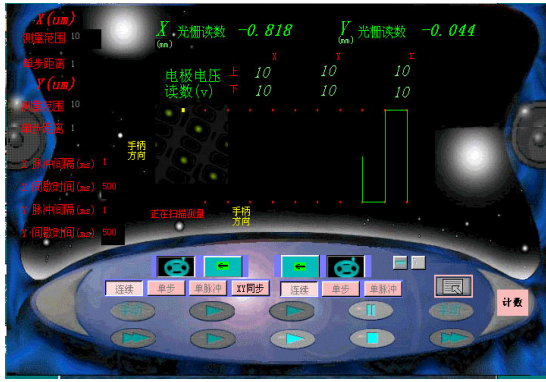 X(um)
测量范围 10
单步距离 1
Y(um)
测量范围 10
单步距离 1
X 脉冲间隔(ms) 1
X 间歇时间(ms) 500
Y 脉冲间隔(ms) 1
Y 间歇时间(ms) 500
X(mm) 光栅读数 -0.818
Y(mm) 光栅读数 -0.044
X Y Z
电极电压 上 10 10 10
读数(v) 下 10 10 10
手柄
方向
正在扫描测量
手柄
方向
连续 单步 单脉冲 XY同步 连续 单步 单脉冲
计数